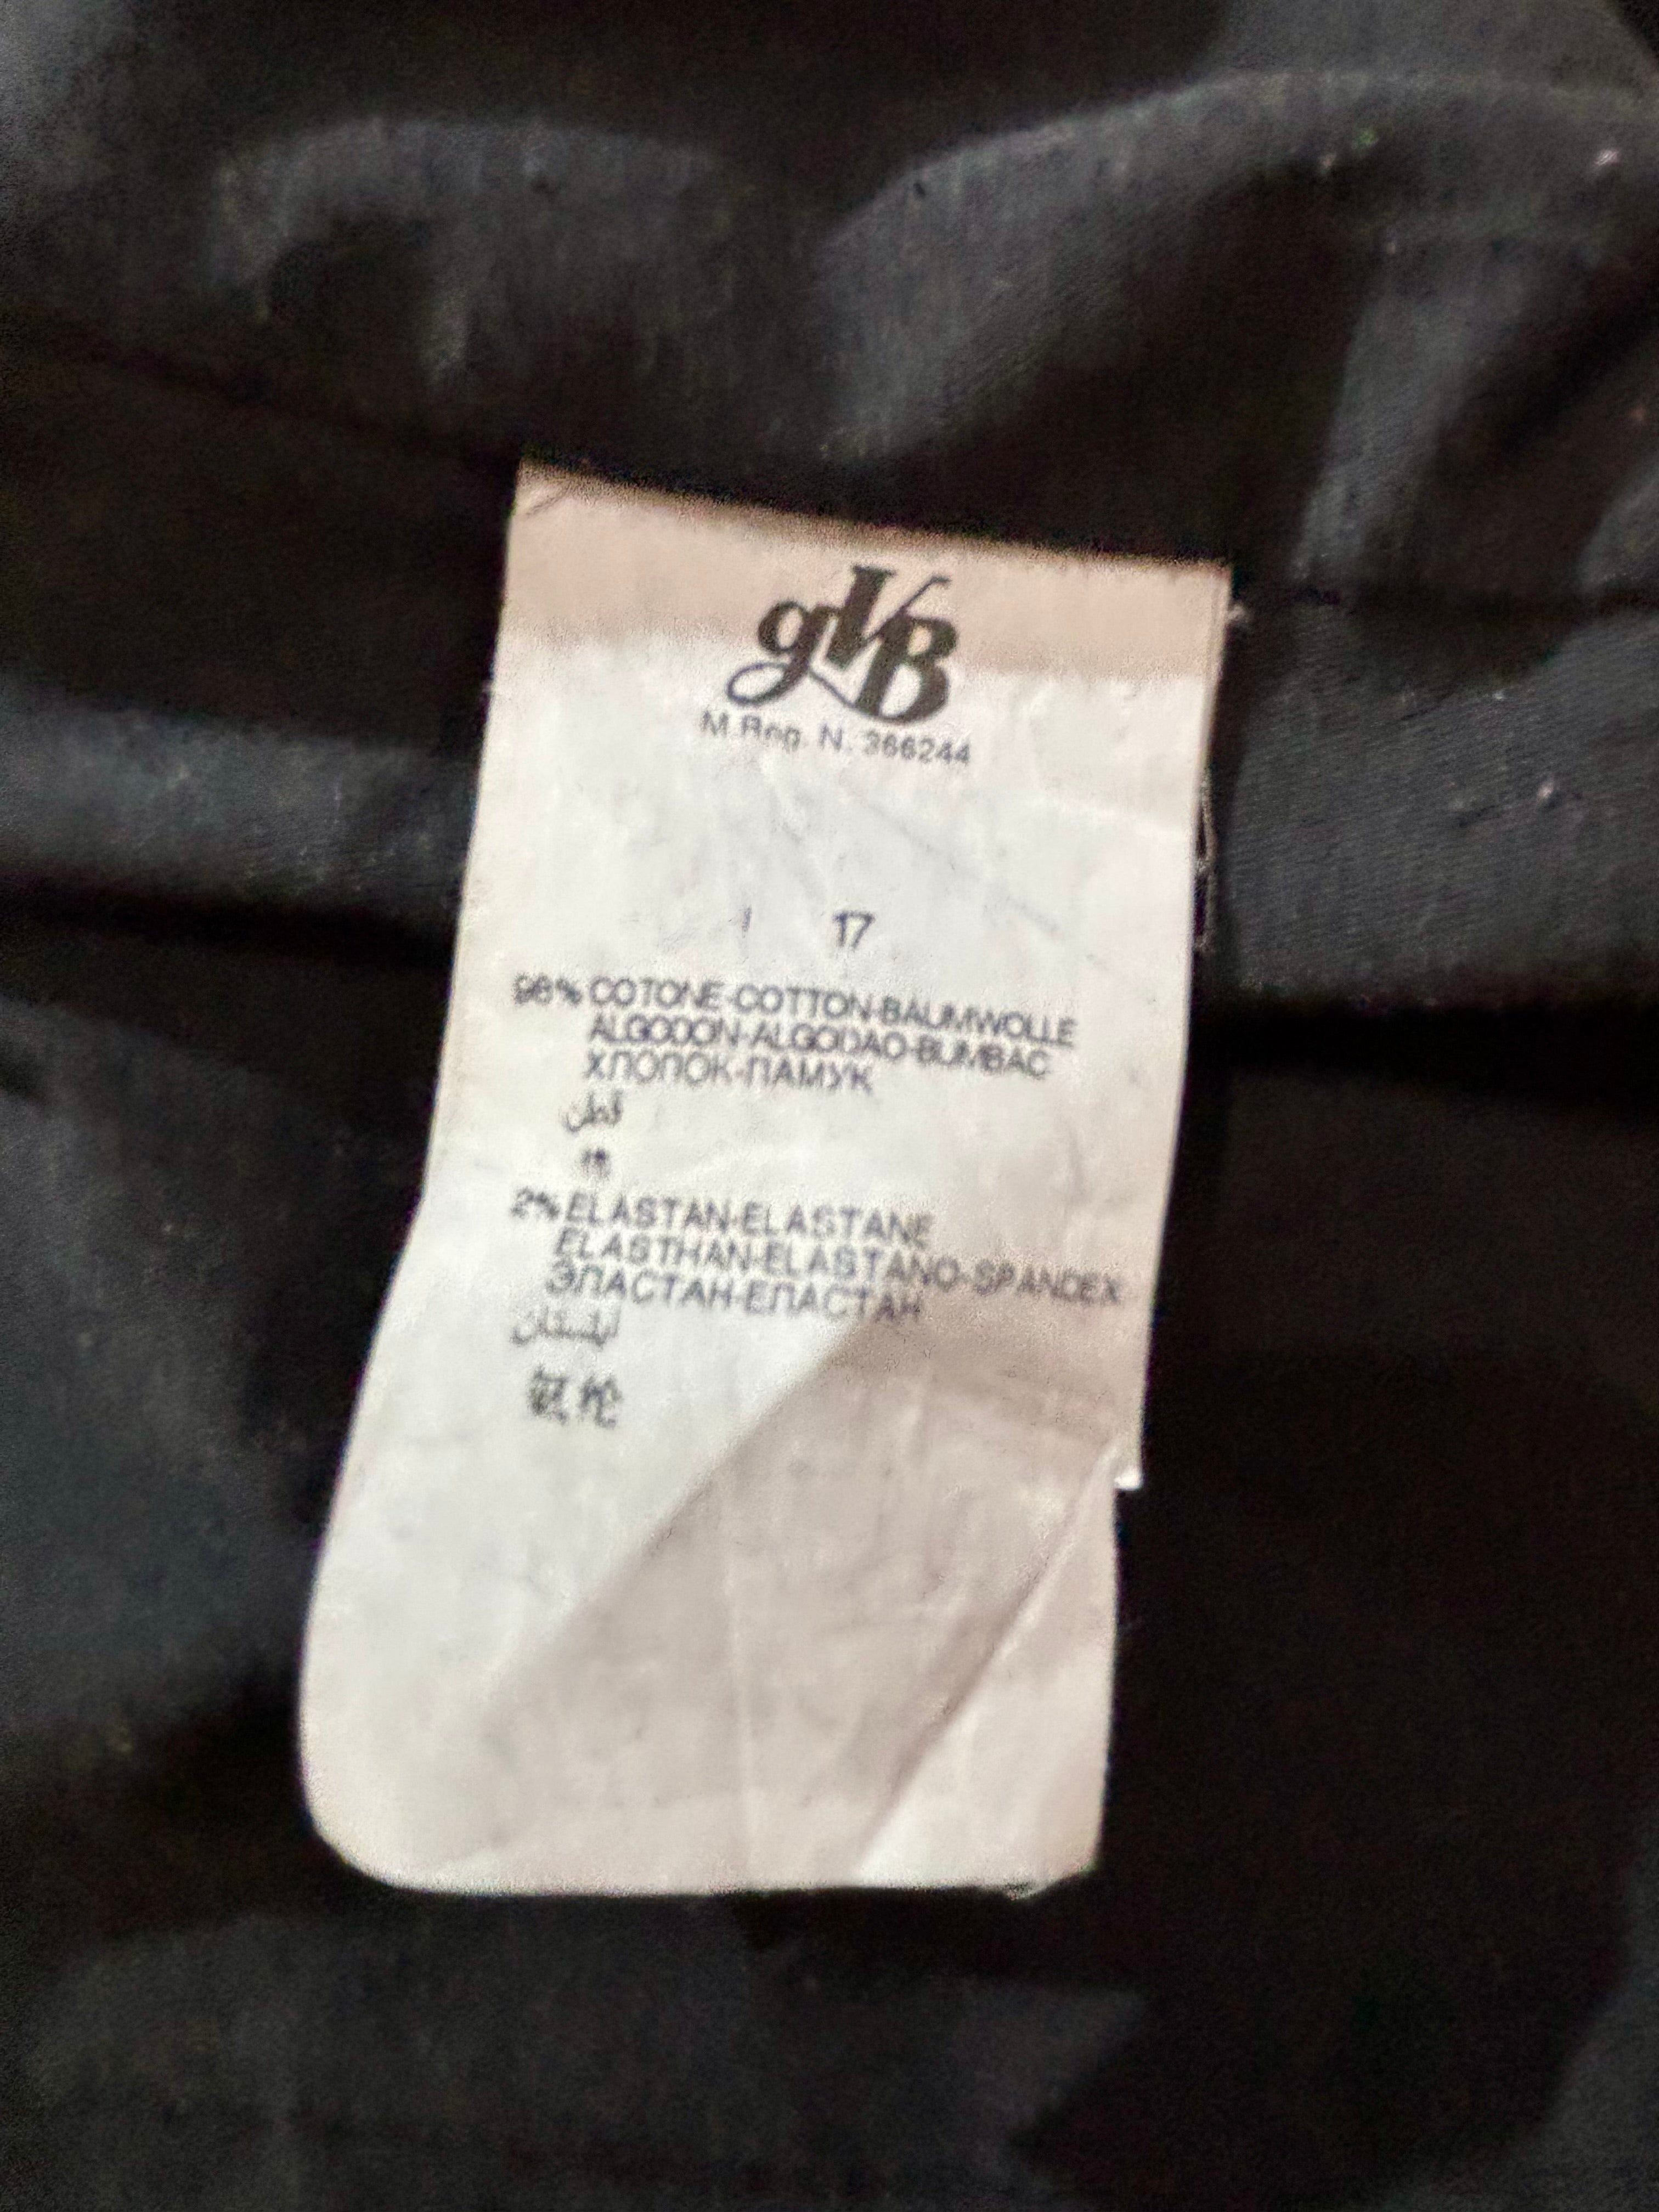 gVB
M.Reg. N. 366244
17
98% COTONE-COTTON-BAUMWOLLE
ALGODON-ALGODAO-BUMBAC
ХЛОПОК-ПАМУК
قطن
棉
2% ELASTAN-ELASTANE
ELASTHAN-ELASTANO-SPANDEX
ЭЛАСТАН-ЕЛАСТАН
ايلستان
氨纶